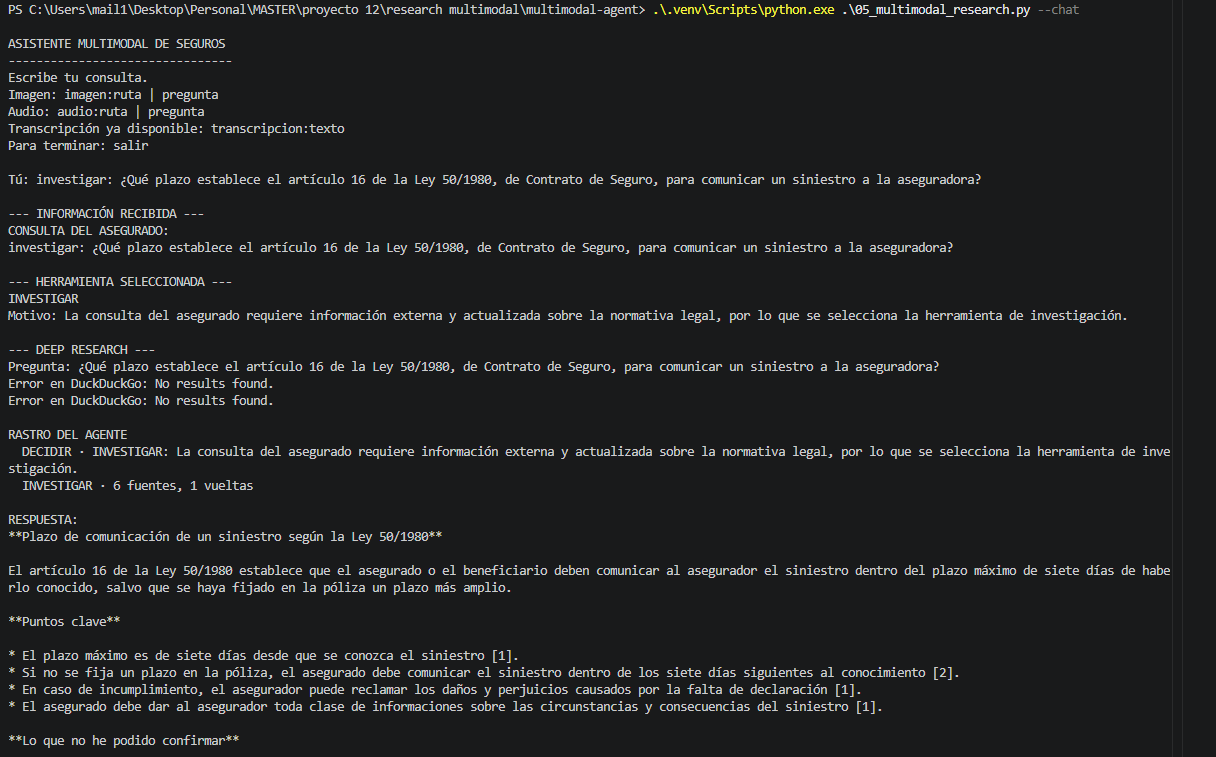 PS C:\Users\mail1\Desktop\Personal\MASTER\proyecto 12\research multimodal\multimodal-agent> .\.venv\Scripts\python.exe .\05_multimodal_research.py --chat
ASISTENTE MULTIMODAL DE SEGUROS
--------------------------------
Escribe tu consulta.
Imagen: imagen:ruta | pregunta
Audio: audio:ruta | pregunta
Transcripción ya disponible: transcripcion:texto
Para terminar: salir
Tú: investigar: ¿Qué plazo establece el artículo 16 de la Ley 50/1980, de Contrato de Seguro, para comunicar un siniestro a la aseguradora?
--- INFORMACIÓN RECIBIDA ---
CONSULTA DEL ASEGURADO:
investigar: ¿Qué plazo establece el artículo 16 de la Ley 50/1980, de Contrato de Seguro, para comunicar un siniestro a la aseguradora?
--- HERRAMIENTA SELECCIONADA ---
INVESTIGAR
Motivo: La consulta del asegurado requiere información externa y actualizada sobre la normativa legal, por lo que se selecciona la herramienta de investigación.
--- DEEP RESEARCH ---
Pregunta: ¿Qué plazo establece el artículo 16 de la Ley 50/1980, de Contrato de Seguro, para comunicar un siniestro a la aseguradora?
Error en DuckDuckGo: No results found.
Error en DuckDuckGo: No results found.
RASTRO DEL AGENTE
  DECIDIR · INVESTIGAR: La consulta del asegurado requiere información externa y actualizada sobre la normativa legal, por lo que se selecciona la herramienta de inve
stigación.
  INVESTIGAR · 6 fuentes, 1 vueltas
RESPUESTA:
**Plazo de comunicación de un siniestro según la Ley 50/1980**
El artículo 16 de la Ley 50/1980 establece que el asegurado o el beneficiario deben comunicar al asegurador el siniestro dentro del plazo máximo de siete días de habe
rlo conocido, salvo que se haya fijado en la póliza un plazo más amplio.
**Puntos clave**
* El plazo máximo es de siete días desde que se conozca el siniestro [1].
* Si no se fija un plazo en la póliza, el asegurado debe comunicar el siniestro dentro de los siete días siguientes al conocimiento [2].
* En caso de incumplimiento, el asegurador puede reclamar los daños y perjuicios causados por la falta de declaración [1].
* El asegurado debe dar al asegurador toda clase de informaciones sobre las circunstancias y consecuencias del siniestro [1].
**Lo que no he podido confirmar**